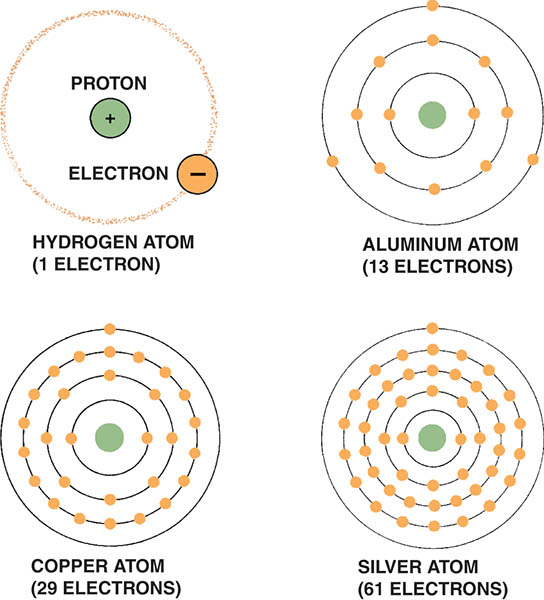 PROTON
+
ELECTRON
−
HYDROGEN ATOM
(1 ELECTRON)
ALUMINUM ATOM
(13 ELECTRONS)
COPPER ATOM
(29 ELECTRONS)
SILVER ATOM
(61 ELECTRONS)